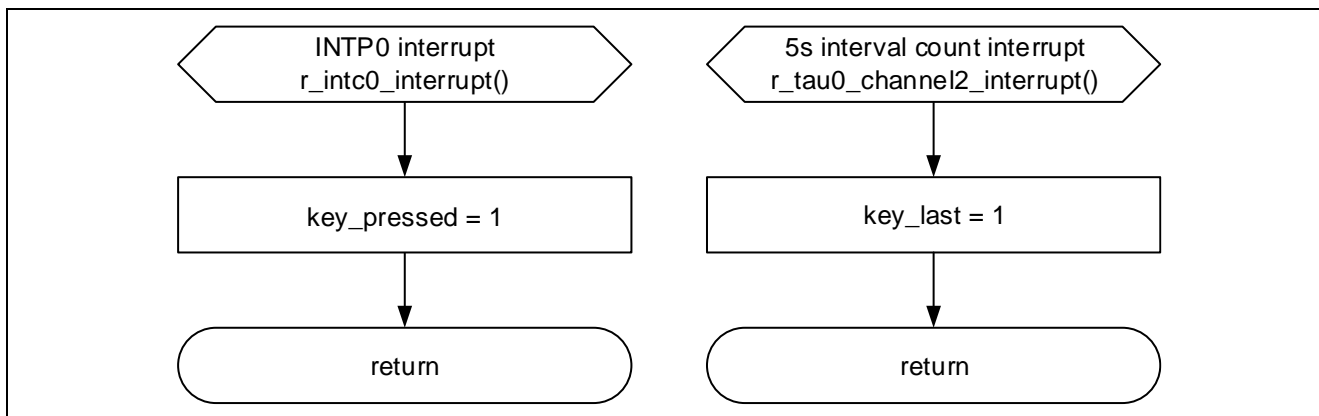 INTP0 interrupt
r_intc0_interrupt()
key_pressed = 1
return
5s interval count interrupt
r_tau0_channel2_interrupt()
key_last = 1
return